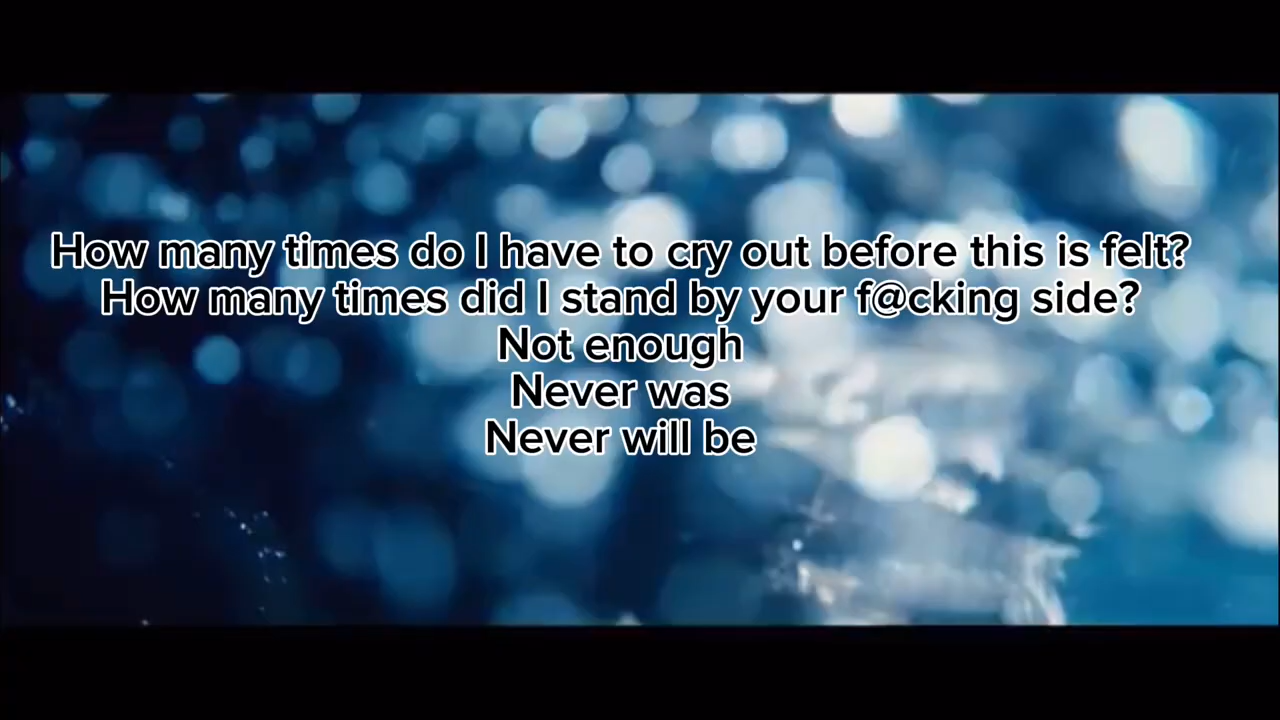 How many times do I have to cry out before this is felt?
How many times did I stand by your f@cking side?
Not enough
Never was
Never will be